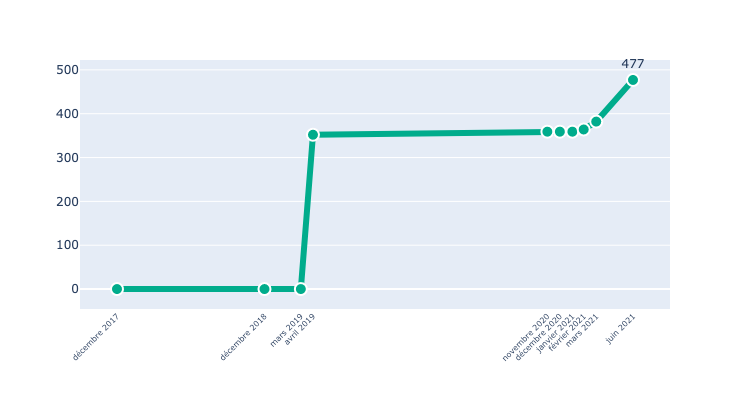 477
500
400
300
200
100
0
décembre 2017
décembre 2018
mars 2019
avril 2019
novembre 2020
décembre 2020
janvier 2021
février 2021
mars 2021
juin 2021